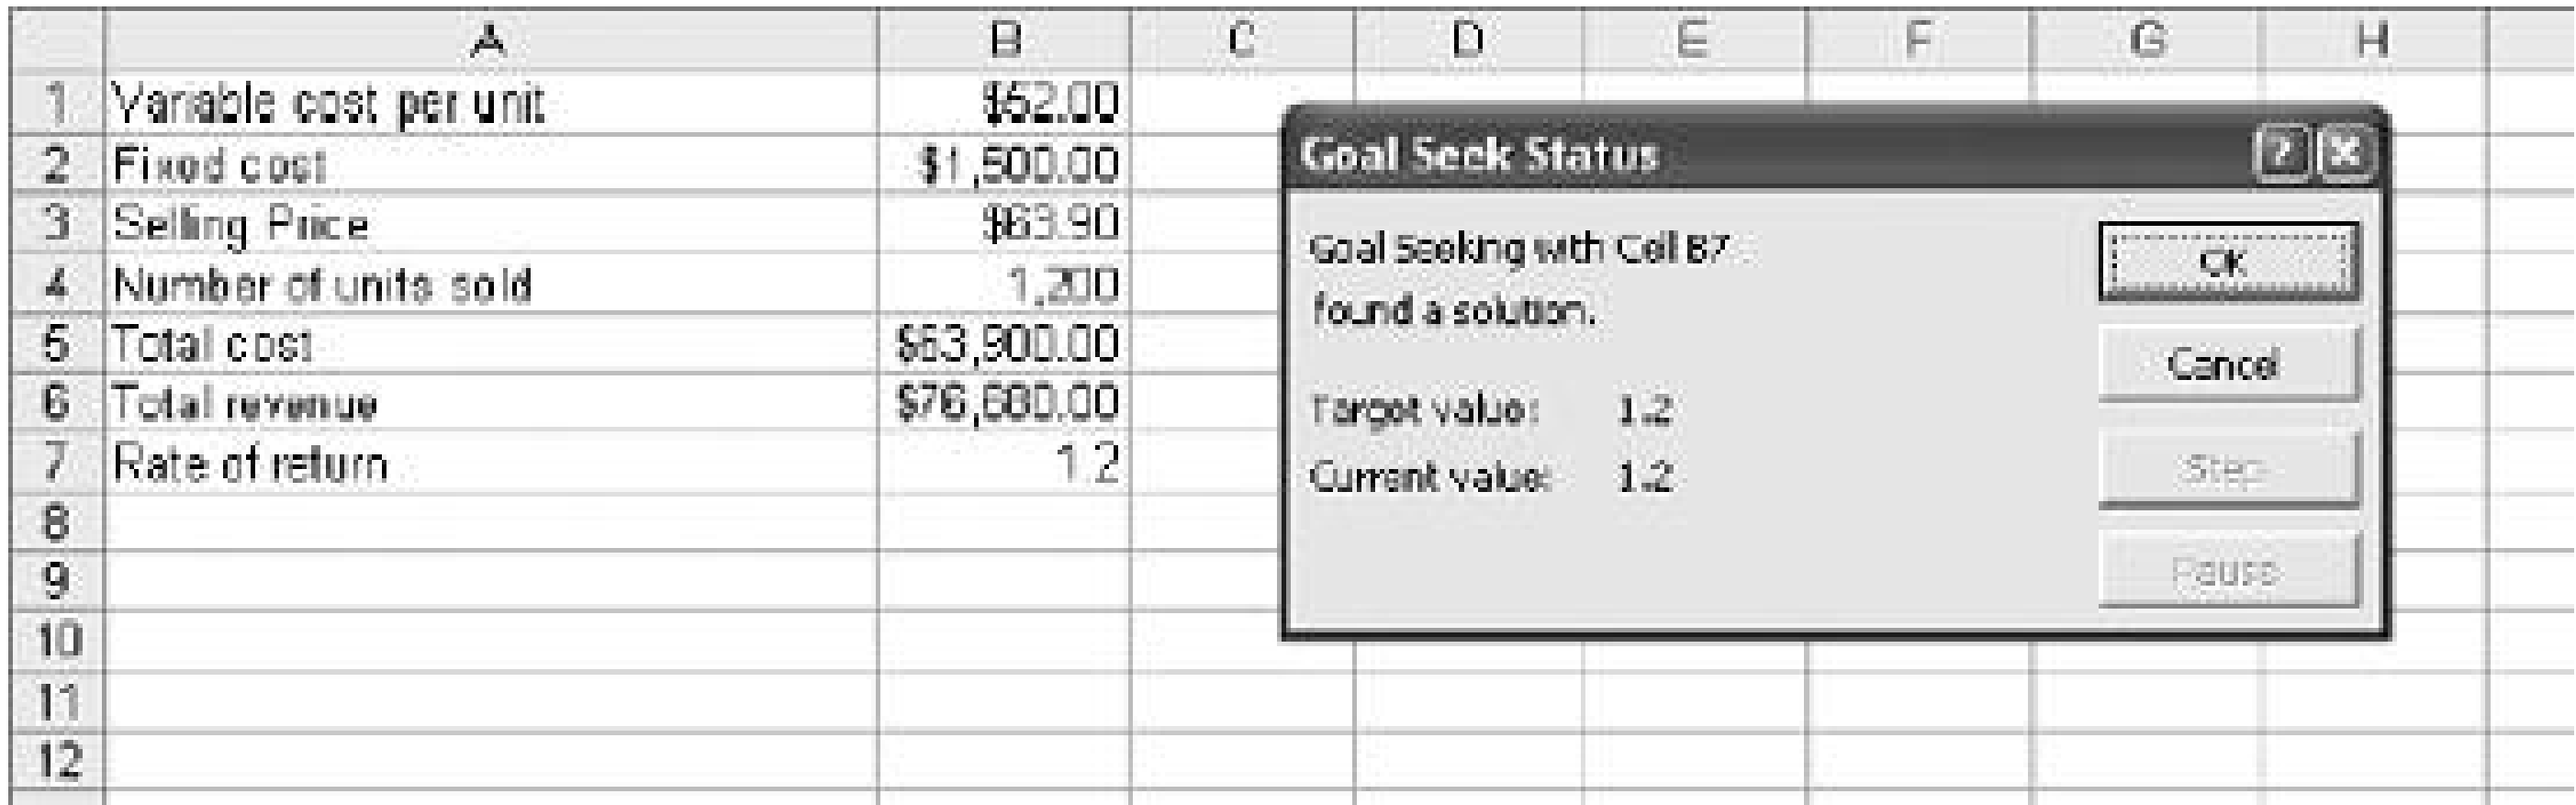 A B C D E F G H
1 Variable cost per unit $52.00
2 Fixed cost $1,500.00
3 Selling Price $63.90
4 Number of units sold 1,200
5 Total cost $63,900.00
6 Total revenue $76,680.00
7 Rate of return 1.2
8
9
10
11
12
Goal Seek Status
Goal Seeking with Cell B7
found a solution.
Target value: 1.2
Current value: 1.2
OK
Cancel
Step
Pause